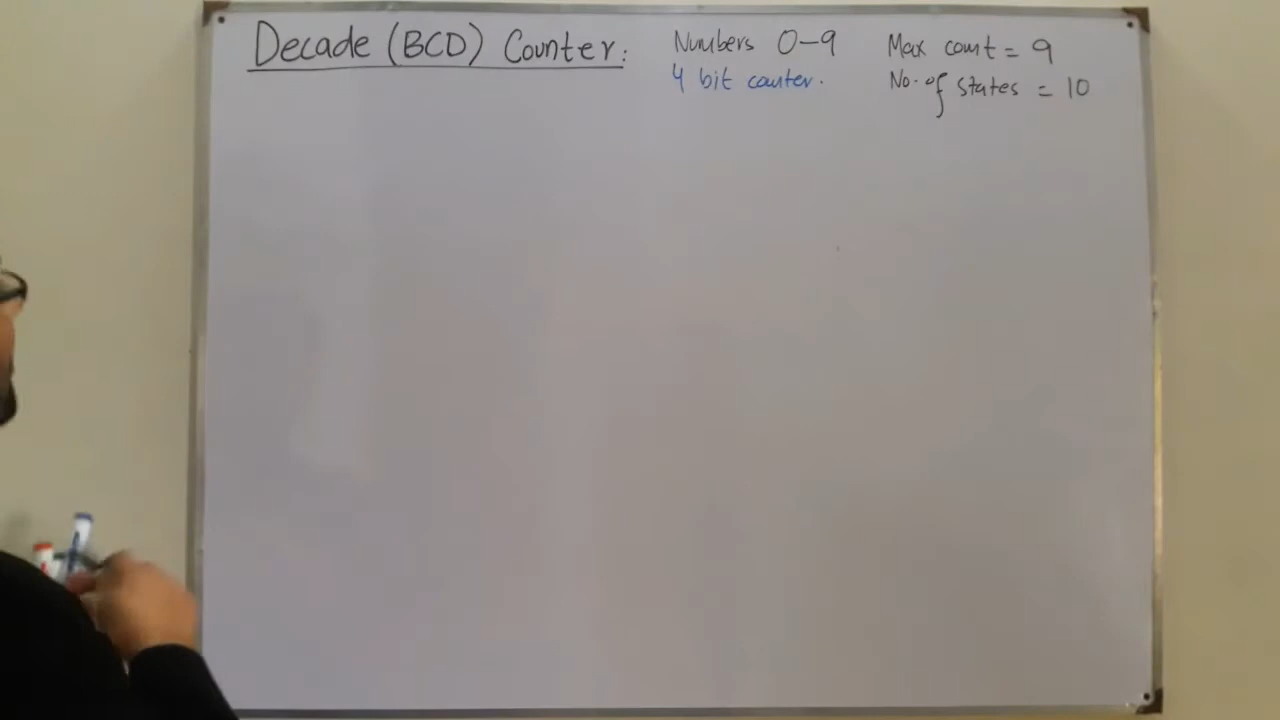 Decade (BCD) Counter:
Numbers 0-9
4 bit counter.
Max count = 9
No. of states = 10